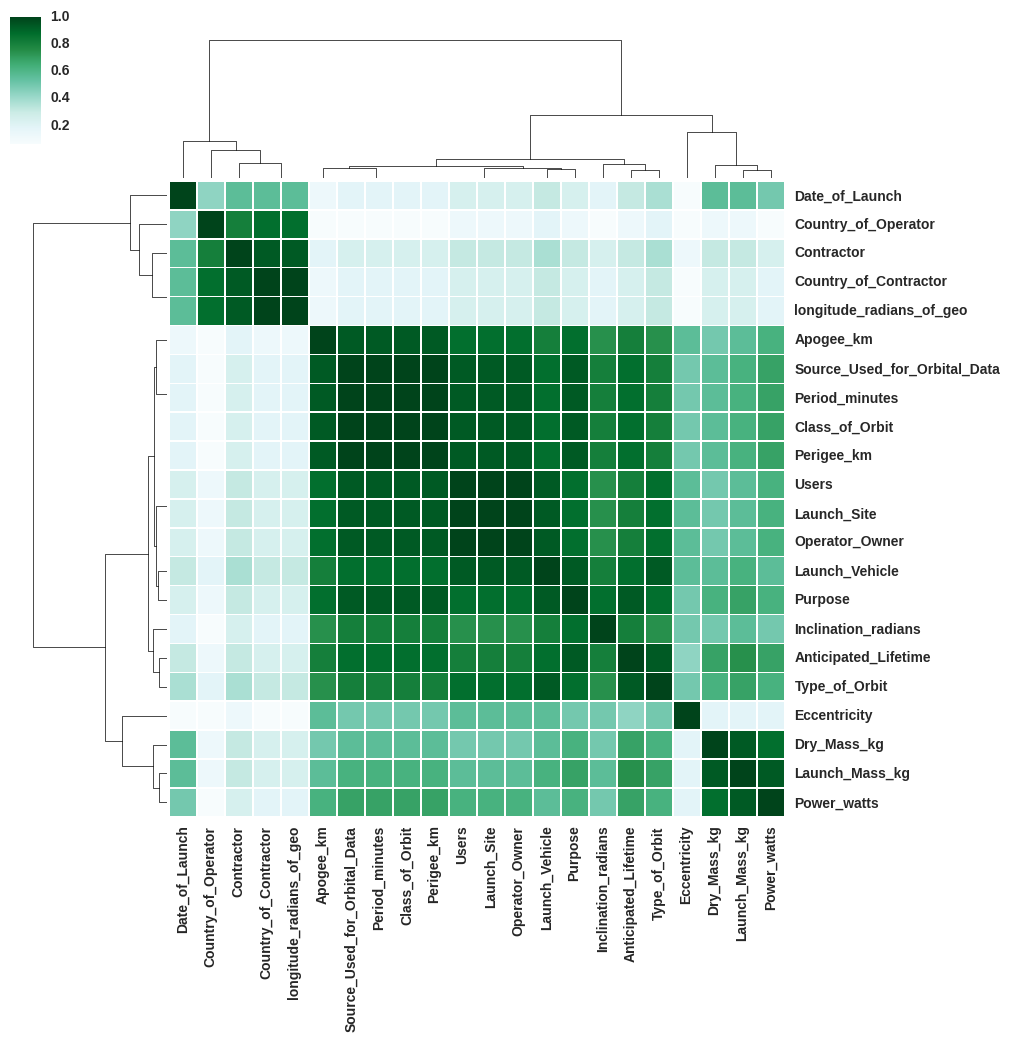 1.0
0.8
0.6
0.4
0.2
Date_of_Launch
Country_of_Operator
Contractor
Country_of_Contractor
longitude_radians_of_geo
Apogee_km
Source_Used_for_Orbital_Data
Period_minutes
Class_of_Orbit
Perigee_km
Users
Launch_Site
Operator_Owner
Launch_Vehicle
Purpose
Inclination_radians
Anticipated_Lifetime
Type_of_Orbit
Eccentricity
Dry_Mass_kg
Launch_Mass_kg
Power_watts
Date_of_Launch
Country_of_Operator
Contractor
Country_of_Contractor
longitude_radians_of_geo
Apogee_km
Source_Used_for_Orbital_Data
Period_minutes
Class_of_Orbit
Perigee_km
Users
Launch_Site
Operator_Owner
Launch_Vehicle
Purpose
Inclination_radians
Anticipated_Lifetime
Type_of_Orbit
Eccentricity
Dry_Mass_kg
Launch_Mass_kg
Power_watts